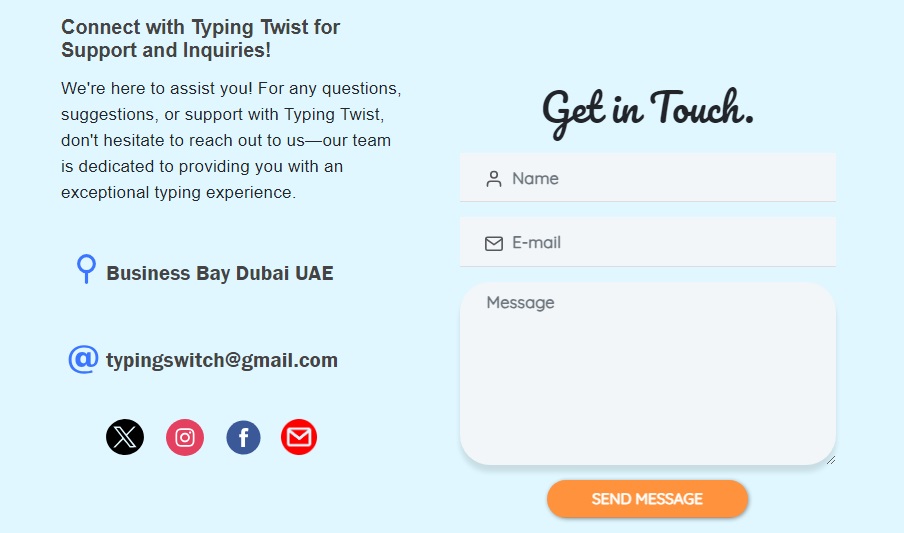 Connect with Typing Twist for
Support and Inquiries!
We're here to assist you! For any questions,
suggestions, or support with Typing Twist,
don't hesitate to reach out to us—our team
is dedicated to providing you with an
exceptional typing experience.
Business Bay Dubai UAE
@ typingswitch@gmail.com
Get in Touch.
Name
E-mail
Message
SEND MESSAGE